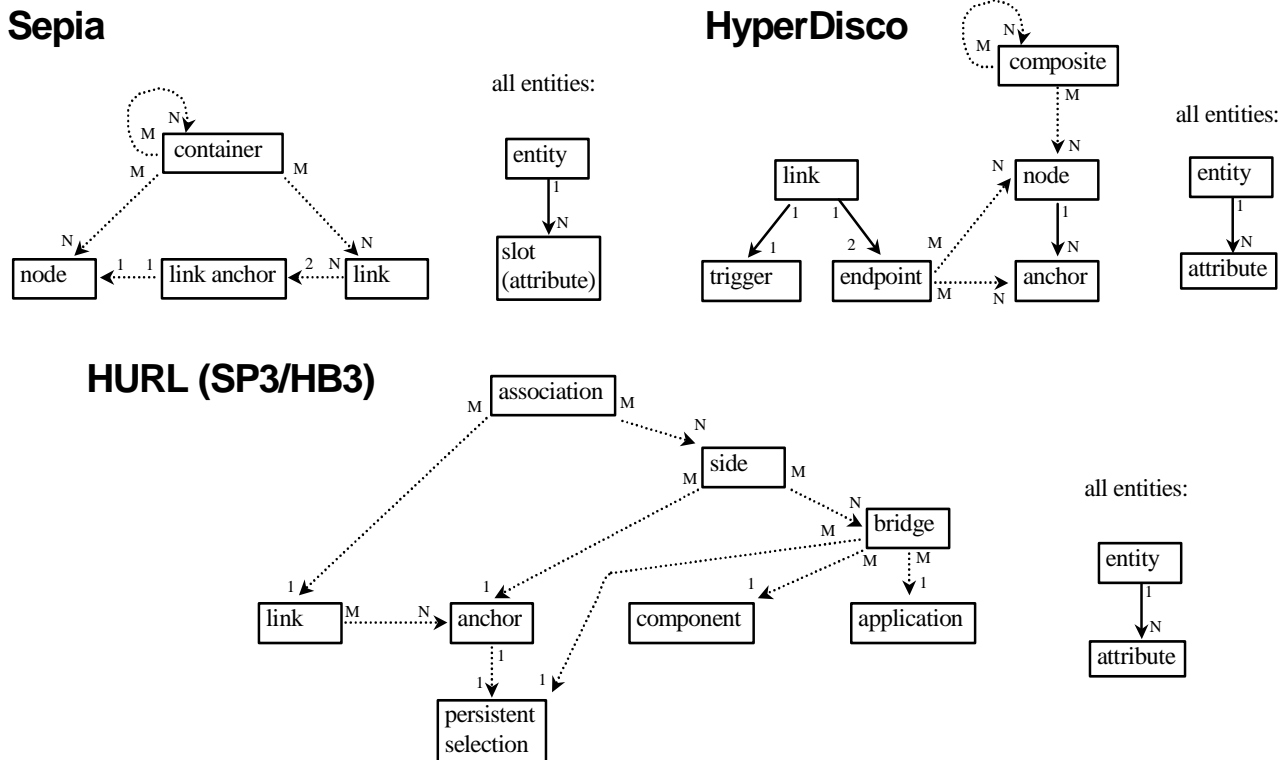 Sepia
all entities:
N
M
container
M
M
entity
1
N
slot
(attribute)
N
N
node
1
1
link anchor
2
N
link
HyperDisco
N
M
composite
M
all entities:
N
link
N
node
entity
1
1
1
1
1
2
M
N
N
trigger
endpoint
M
N
anchor
attribute
HURL (SP3/HB3)
M
association
M
N
side
M
M
all entities:
N
M
bridge
M
M
entity
1
1
1
1
1
link
M
N
anchor
component
application
N
attribute
1
1
1
persistent
selection